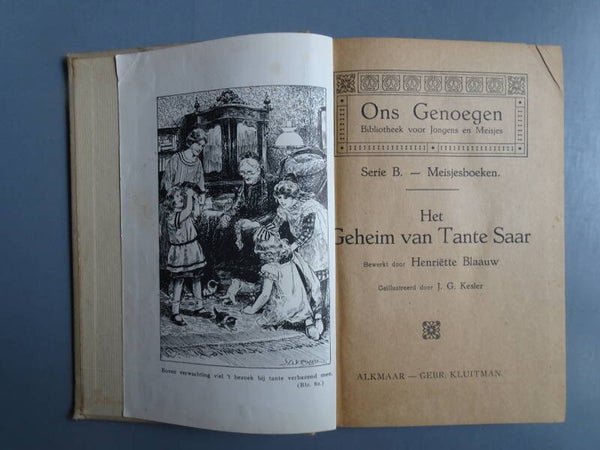 Boven verwachting viel 't bezoek bij tante verbazend mee.
(Blz. 80.)
Ons Genoegen
Bibliotheek voor Jongens en Meisjes
Serie B. — Meisjesboeken.
Het
Geheim van Tante Saar
Bewerkt door Henriëtte Blaauw
Geïllustreerd door J. G. Kesler
ALKMAAR — GEBR. KLUITMAN.